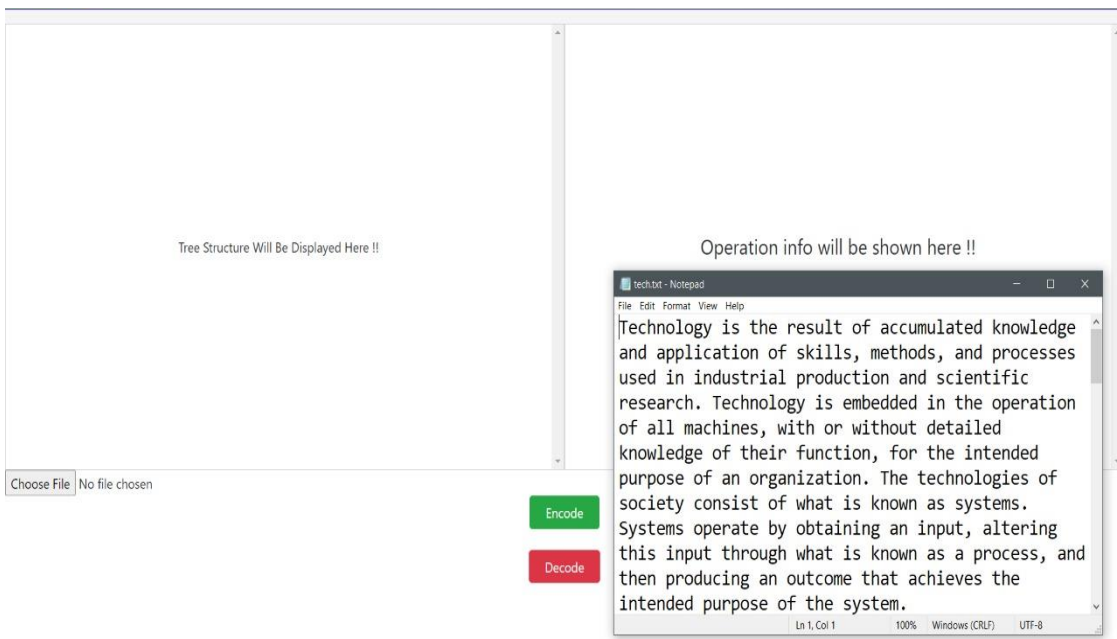 Tree Structure Will Be Displayed Here !!
Operation info will be shown here !!
tech.txt - Notepad
File Edit Format View Help
Technology is the result of accumulated knowledge
and application of skills, methods, and processes
used in industrial production and scientific
research. Technology is embedded in the operation
of all machines, with or without detailed
knowledge of their function, for the intended
purpose of an organization. The technologies of
society consist of what is known as systems.
Systems operate by obtaining an input, altering
this input through what is known as a process, and
then producing an outcome that achieves the
intended purpose of the system.
Ln 1, Col 1 100% Windows (CRLF) UTF-8
Choose File No file chosen
Encode
Decode